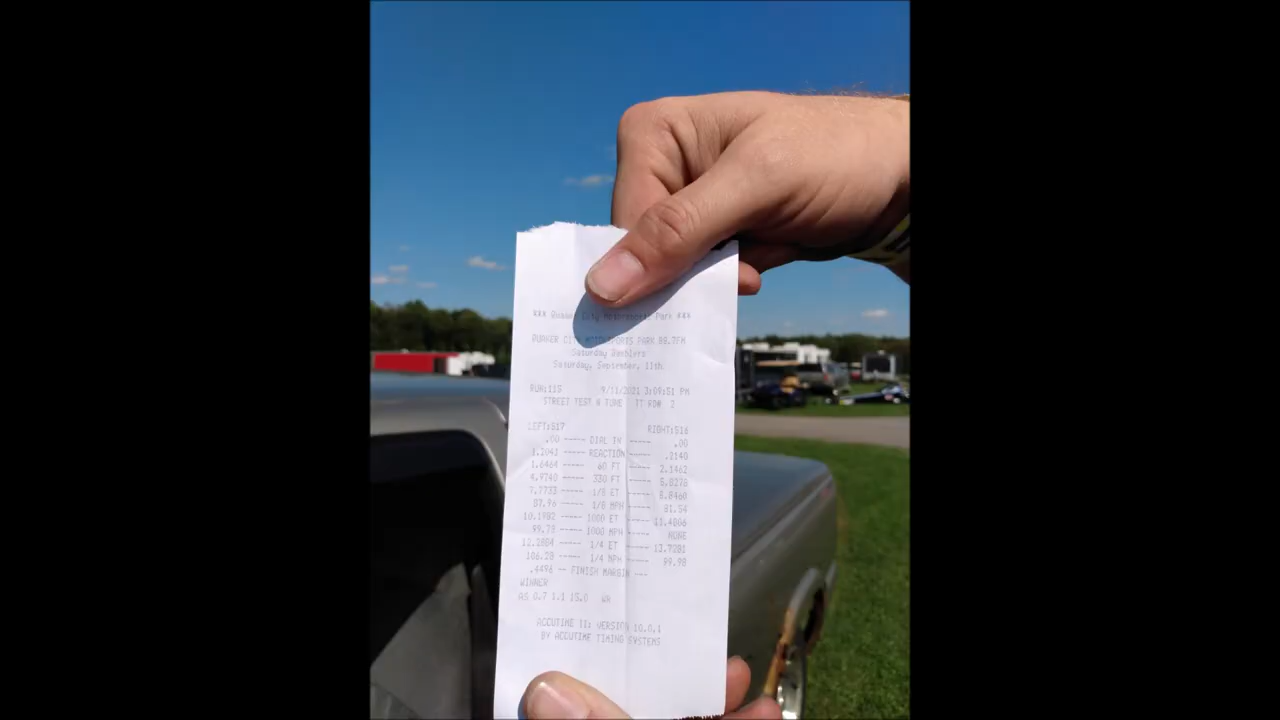 *** Quaker City Motorsports Park ***
QUAKER CITY MOTORSPORTS PARK 88.7FM
Saturday Gamblers
Saturday, September, 11th.
RUN:115 9/11/2021 3:09:51 PM
STREET TEST N TUNE TT RD# 2
LEFT:517 RIGHT:516
.00 ----- DIAL IN ----- .00
1.2041 ----- REACTION ----- .2140
1.6464 ----- 60 FT ----- 2.1462
4.9740 ----- 330 FT ----- 5.8278
7.7733 ----- 1/8 ET ----- 8.8460
87.96 ----- 1/8 MPH ----- 81.54
10.1982 ----- 1000 ET ----- 11.4806
99.78 ----- 1000 MPH ----- NONE
12.2884 ----- 1/4 ET ----- 13.7281
106.28 ----- 1/4 MPH ----- 99.98
.4496 -- FINISH MARGIN ---
WINNER
AS 0.7 1.1 15.0
ACCUTIME II: VERSION 10.0.1
BY ACCUTIME TIMING SYSTEMS